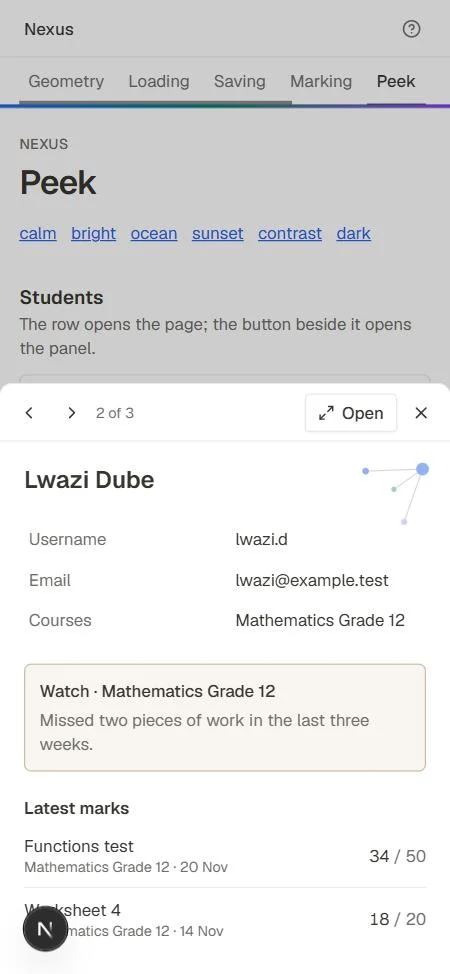 Nexus
Geometry Loading Saving Marking Peek
NEXUS
Peek
calm bright ocean sunset contrast dark
Students
The row opens the page; the button beside it opens
the panel.
2 of 3 Open
Lwazi Dube
Username lwazi.d
Email lwazi@example.test
Courses Mathematics Grade 12
Watch · Mathematics Grade 12
Missed two pieces of work in the last three
weeks.
Latest marks
Functions test
34 / 50
Mathematics Grade 12 · 20 Nov
4
18 / 20
Grade 12 · 14 Nov
N